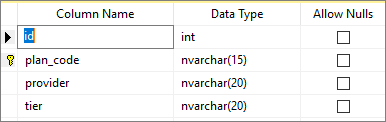 Column Name Data Type Allow Nulls
id int
plan_code nvarchar(15)
provider nvarchar(20)
tier nvarchar(20)